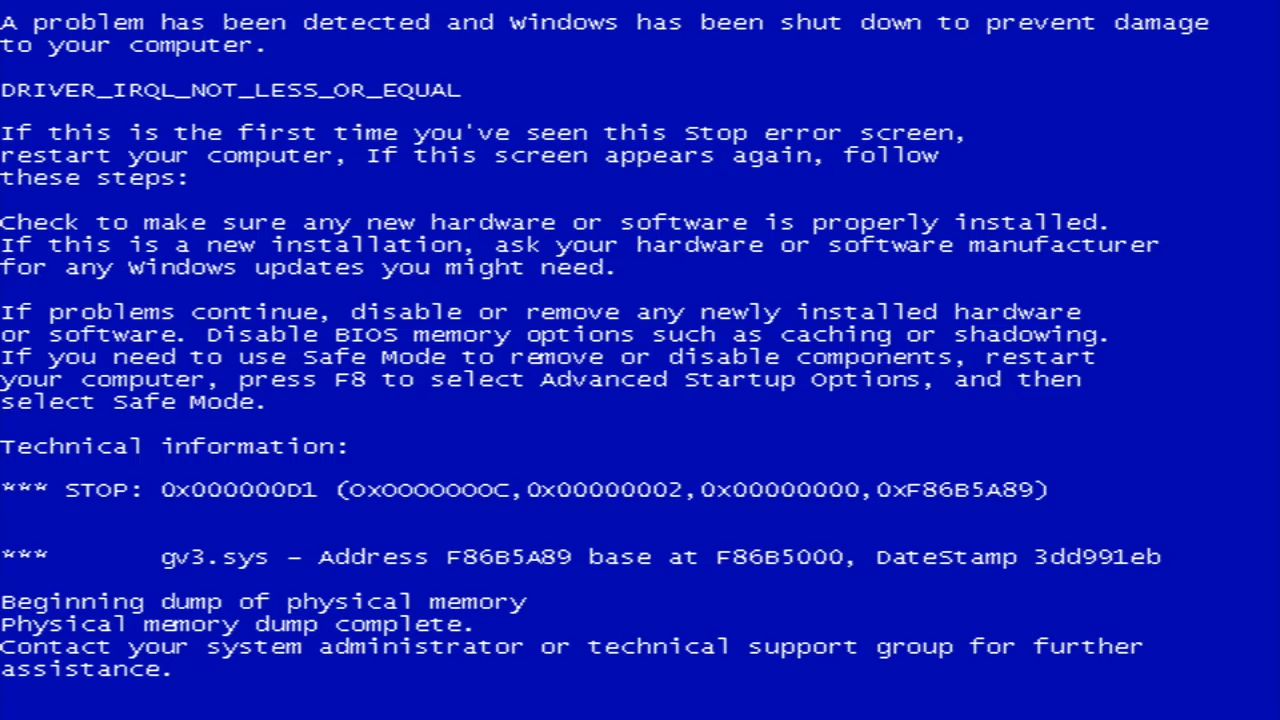 A problem has been detected and Windows has been shut down to prevent damage
to your computer.
DRIVER_IRQL_NOT_LESS_OR_EQUAL
If this is the first time you've seen this Stop error screen,
restart your computer, If this screen appears again, follow
these steps:
Check to make sure any new hardware or software is properly installed.
If this is a new installation, ask your hardware or software manufacturer
for any Windows updates you might need.
If problems continue, disable or remove any newly installed hardware
or software. Disable BIOS memory options such as caching or shadowing.
If you need to use Safe Mode to remove or disable components, restart
your computer, press F8 to select Advanced Startup Options, and then
select Safe Mode.
Technical information:
*** STOP: 0x000000D1 (0x0000000C,0x00000002,0x00000000,0xF86B5A89)
*** gv3.sys – Address F86B5A89 base at F86B5000, DateStamp 3dd991eb
Beginning dump of physical memory
Physical memory dump complete.
Contact your system administrator or technical support group for further
assistance.